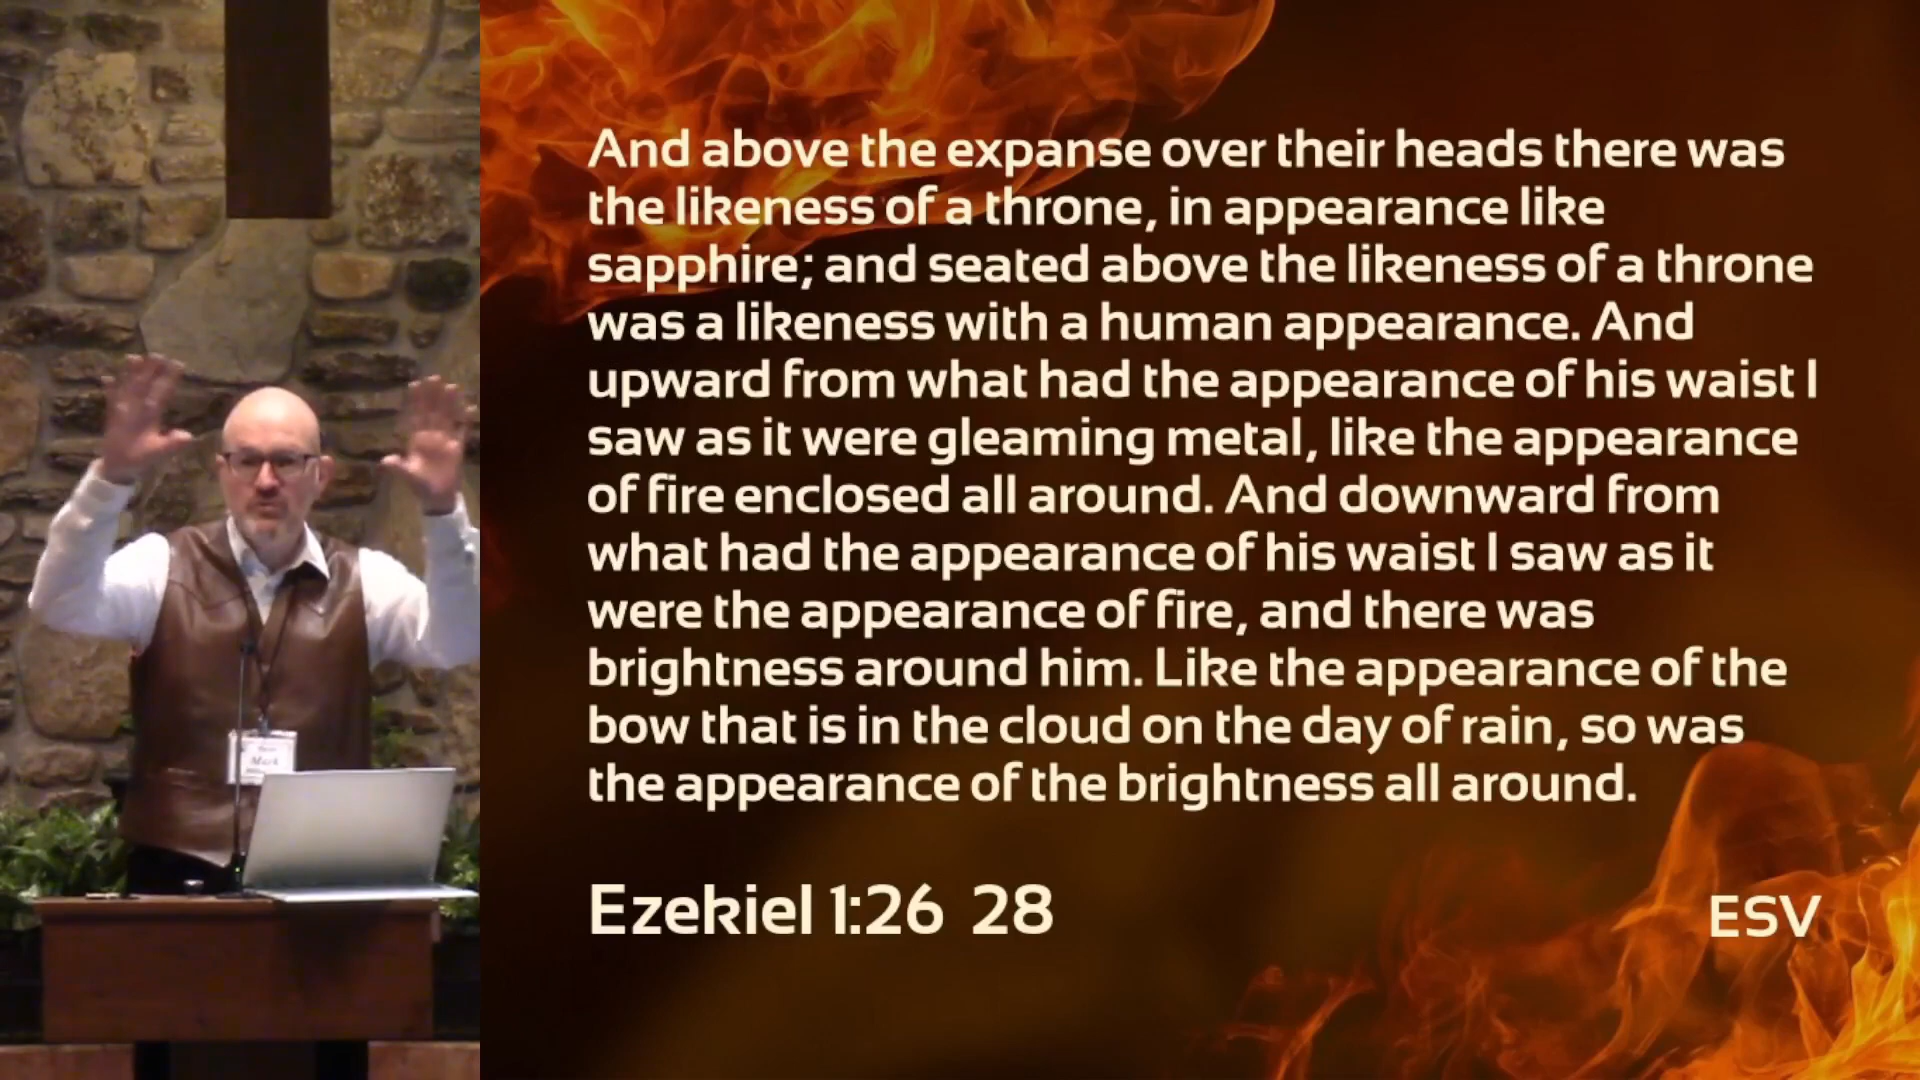 And above the expanse over their heads there was
the likeness of a throne, in appearance like
sapphire; and seated above the likeness of a throne
was a likeness with a human appearance. And
upward from what had the appearance of his waist I
saw as it were gleaming metal, like the appearance
of fire enclosed all around. And downward from
what had the appearance of his waist I saw as it
were the appearance of fire, and there was
brightness around him. Like the appearance of the
bow that is in the cloud on the day of rain, so was
the appearance of the brightness all around.
Ezekiel 1:26 28
ESV
Mark